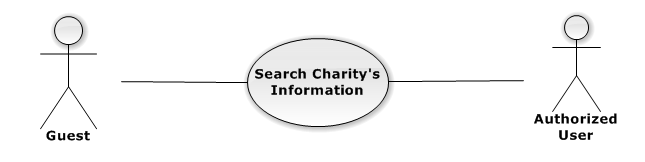 Search Charity's
Information
Guest
Authorized
User